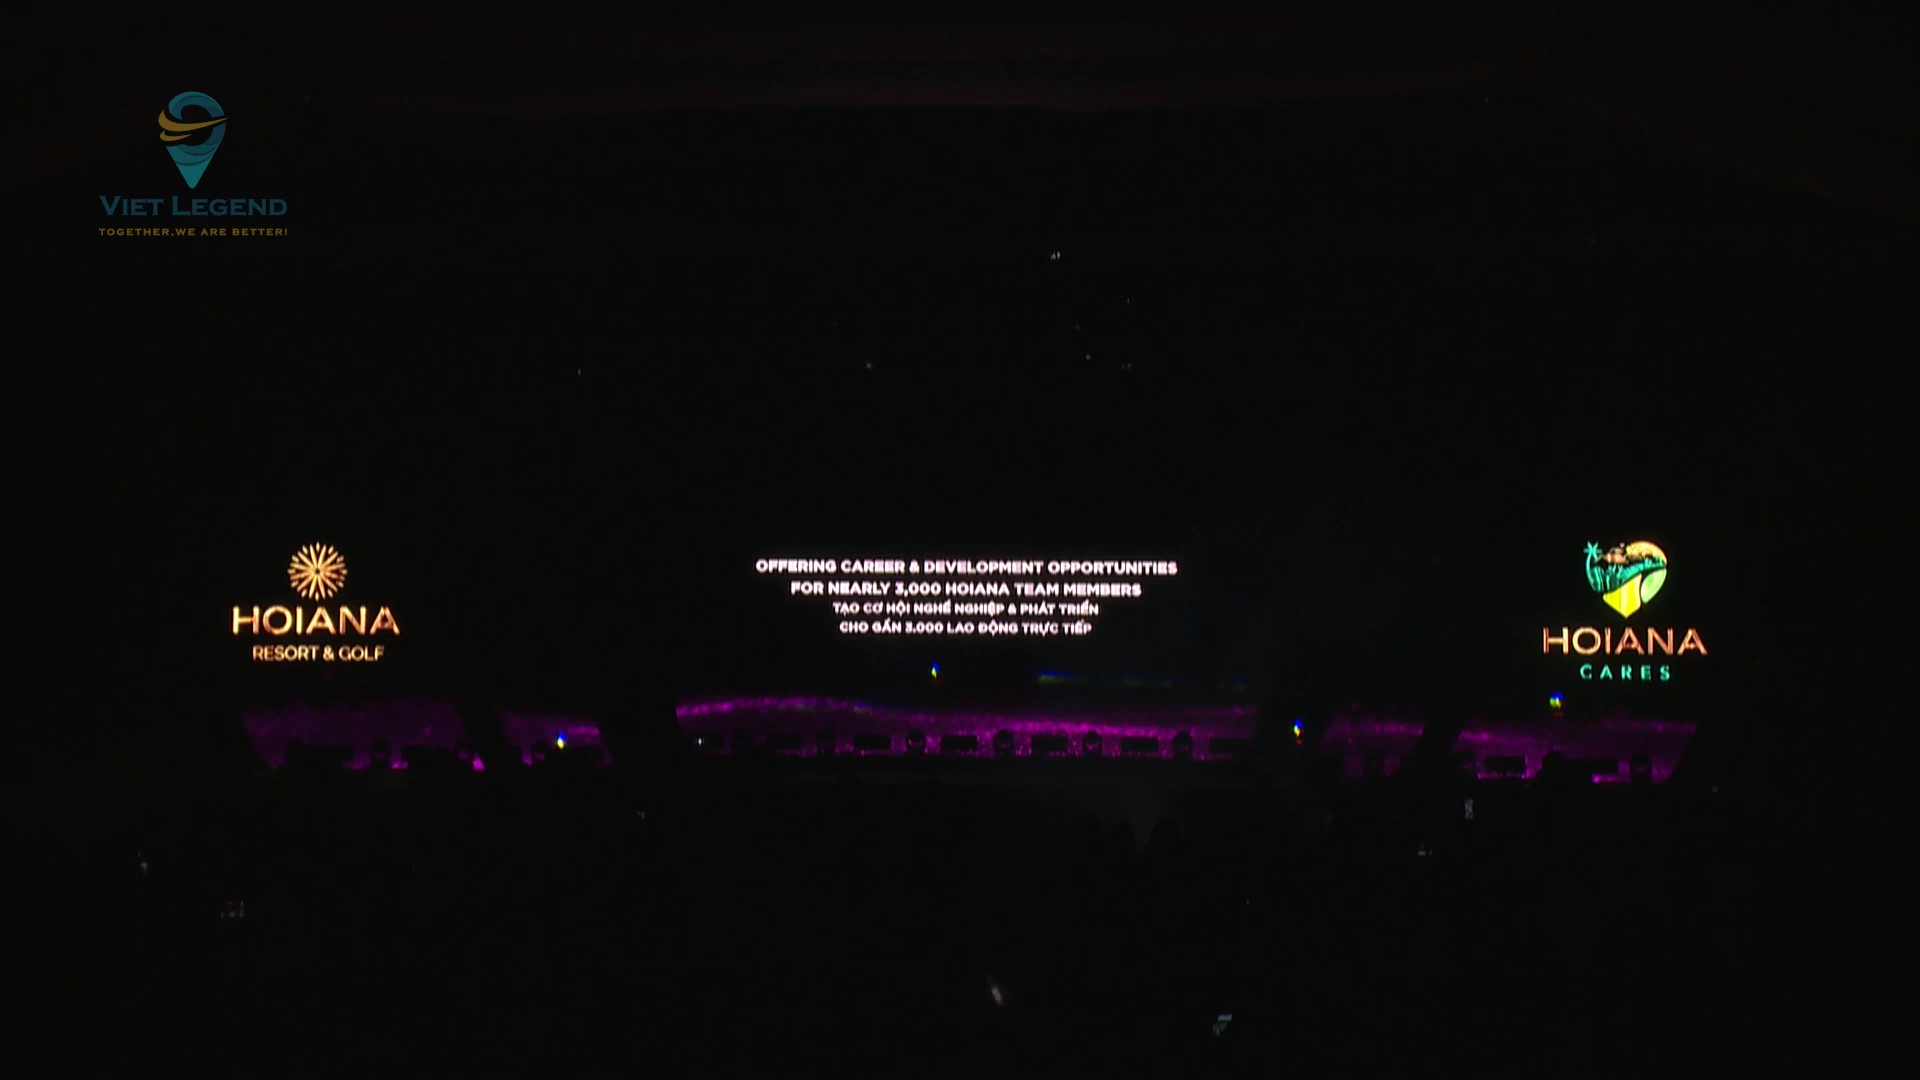 VIET LEGEND
TOGETHER,WE ARE BETTER!
OFFERING CAREER & DEVELOPMENT OPPORTUNITIES
FOR NEARLY 3,000 HOIANA TEAM MEMBERS
TẠO CƠ HỘI NGHỀ NGHIỆP & PHÁT TRIỂN
CHO GẦN 3.000 LAO ĐỘNG TRỰC TIẾP
HOIANA
RESORT & GOLF
HOIANA
CARES